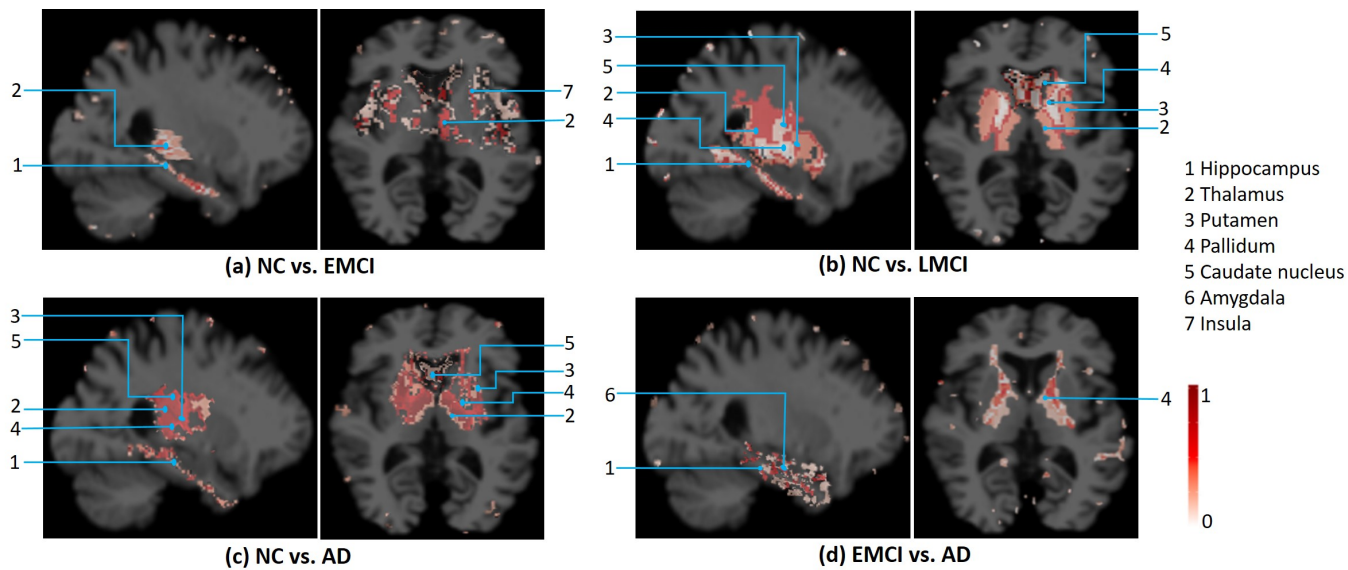 2
1
7
2
(a) NC vs. EMCI
3
5
2
4
1
5
4
3
2
(b) NC vs. LMCI
1 Hippocampus
2 Thalamus
3 Putamen
4 Pallidum
5 Caudate nucleus
6 Amygdala
7 Insula
3
5
2
4
1
5
3
4
2
(c) NC vs. AD
6
1
4
(d) EMCI vs. AD
1
0